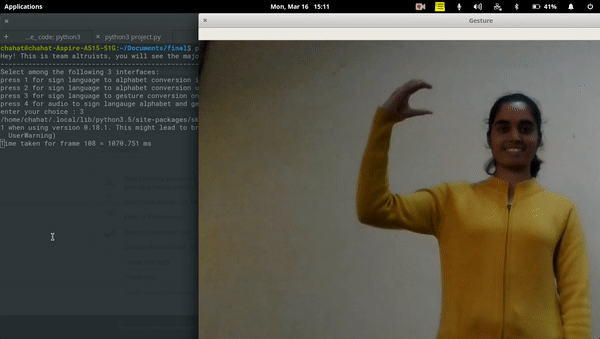 Applications
Mon, Mar 16 15:11
41%
Gesture
...e_ code: python3
python3 project.py
chahat@chahat-Aspire-A515-51G:~/Documents/final$ p
Hey! This is team altruists, you will see the majo
Select among the following 3 interfaces:
press 1 for sign language to alphabet conversion i
press 2 for sign language to alphabet conversion u
press 3 for sign language to gesture conversion on
press 4 for audio to sign langauge alphabet and ge
enter your choice : 3
/home/chahat/.local/lib/python3.5/site-packages/sk
1 when using version 0.18.1. This might lead to br
UserWarning)
Time taken for frame 108 = 1070.751 ms